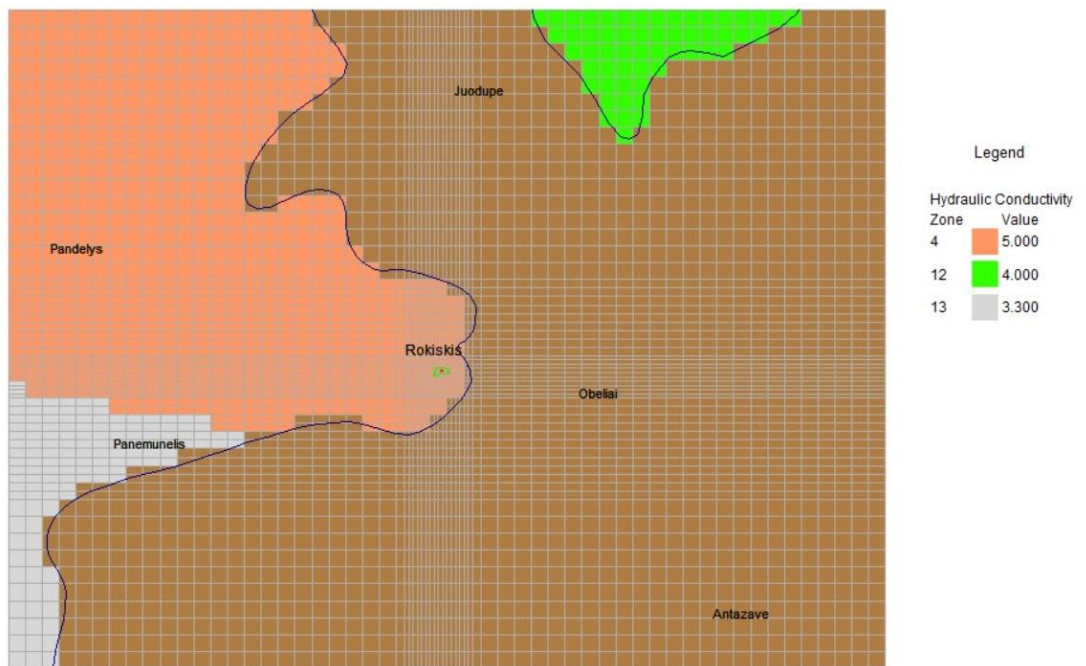 Juodupe
Pandelys
Rokiskis
Obeliai
Panemunelis
Antazave
Legend
Hydraulic Conductivity
Zone Value
4 5.000
12 4.000
13 3.300